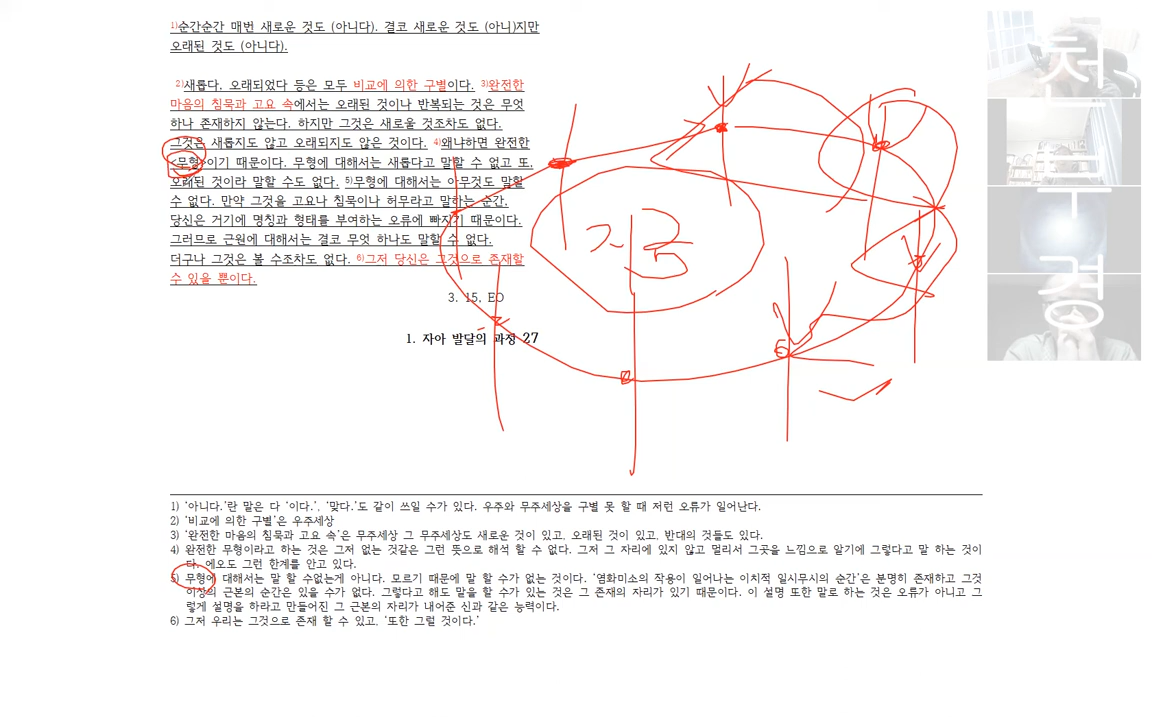 1)순간순간 매번 새로운 것도 (아니다). 결코 새로운 것도 (아니)지만
오래된 것도 (아니다).
2)새롭다, 오래되었다 등은 모두 비교에 의한 구별이다. 3)완전한
마음의 침묵과 고요 속에서는 오래된 것이나 반복되는 것은 무엇
하나 존재하지 않는다. 하지만 그것은 새로울 것조차도 없다.
그것은 새롭지도 않고 오래되지도 않은 것이다. 4)왜냐하면 완전한
<무형>이기 때문이다. 무형에 대해서는 새롭다고 말할 수 없고 또,
오래된 것이라 말할 수도 없다. 5)무형에 대해서는 아무것도 말할
수 없다. 만약 그것을 고요나 침묵이나 허무라고 말하는 순간,
당신은 거기에 명칭과 형태를 부여하는 오류에 빠지기 때문이다.
그러므로 근원에 대해서는 결코 무엇 하나도 말할 수 없다.
더구나 그것은 볼 수조차도 없다. 6)그저 당신은 그것으로 존재할
수 있을 뿐이다.
3. 15, EO
1. 자아 발달의 과정 27
1) '아니다.'란 말은 다 '이다.', '맞다.'도 같이 쓰일 수가 있다. 우주와 무주세상을 구별 못 할 때 저런 오류가 일어난다.
2) '비교에 의한 구별'은 우주세상
3) '완전한 마음의 침묵과 고요 속'은 무주세상 그 무주세상도 새로운 것이 있고, 오래된 것이 있고, 반대의 것들도 있다.
4) 완전한 무형이라고 하는 것은 그저 없는 것같은 그런 뜻으로 해석 할 수 없다. 그저 그 자리에 있지 않고 멀리서 그곳을 느낌으로 알기에 그렇다고 말 하는 것이
다. 에오도 그런 한계를 안고 있다.
5) 무형에 대해서는 말 할 수없는게 아니다. 모르기 때문에 말 할 수가 없는 것이다. '염화미소의 작용이 일어나는 이치적 일시무시의 순간'은 분명히 존재하고 그것
이상의 근본의 순간은 있을 수가 없다. 그렇다고 해도 말을 할 수가 있는 것은 그 존재의 자리가 있기 때문이다. 이 설명 또한 말로 하는 것은 오류가 아니고 그
렇게 설명을 하라고 만들어진 그 근본의 자리가 내어준 신과 같은 능력이다.
6) 그저 우리는 그것으로 존재 할 수 있고, '또한 그럴 것이다.'
천
부
경